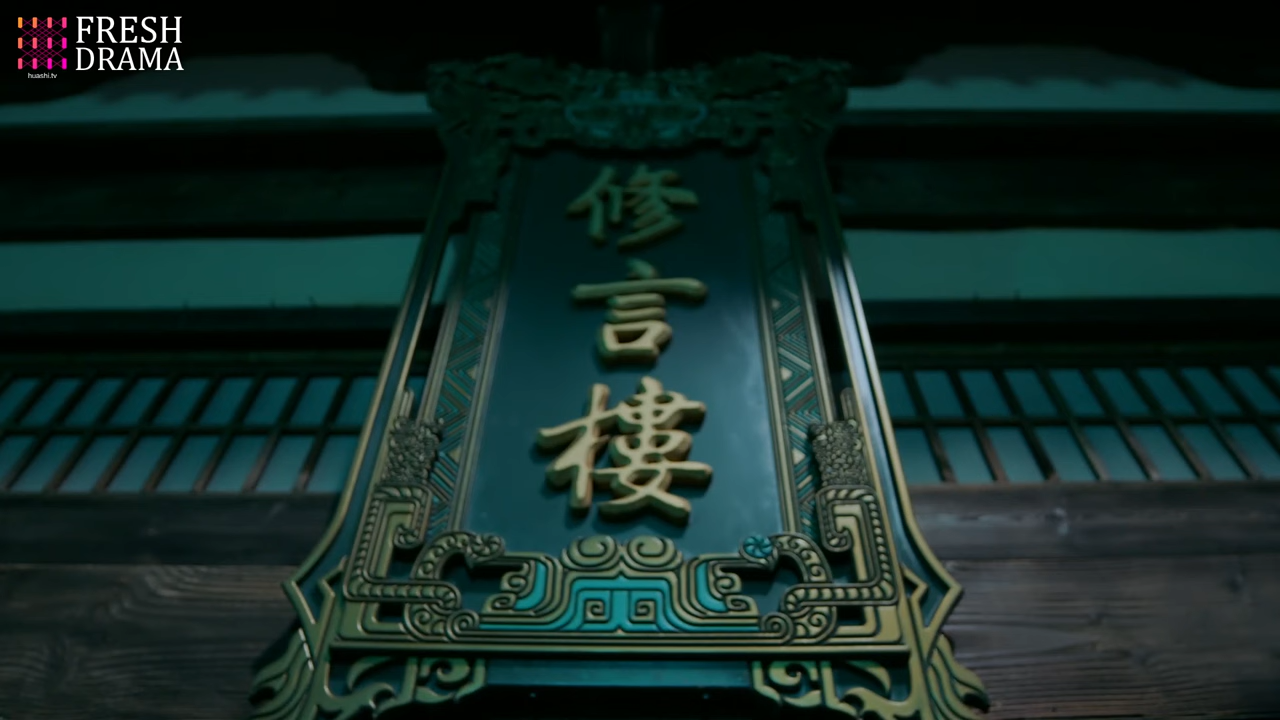 FRESH
DRAMA
huashi.tv
修
言
樓